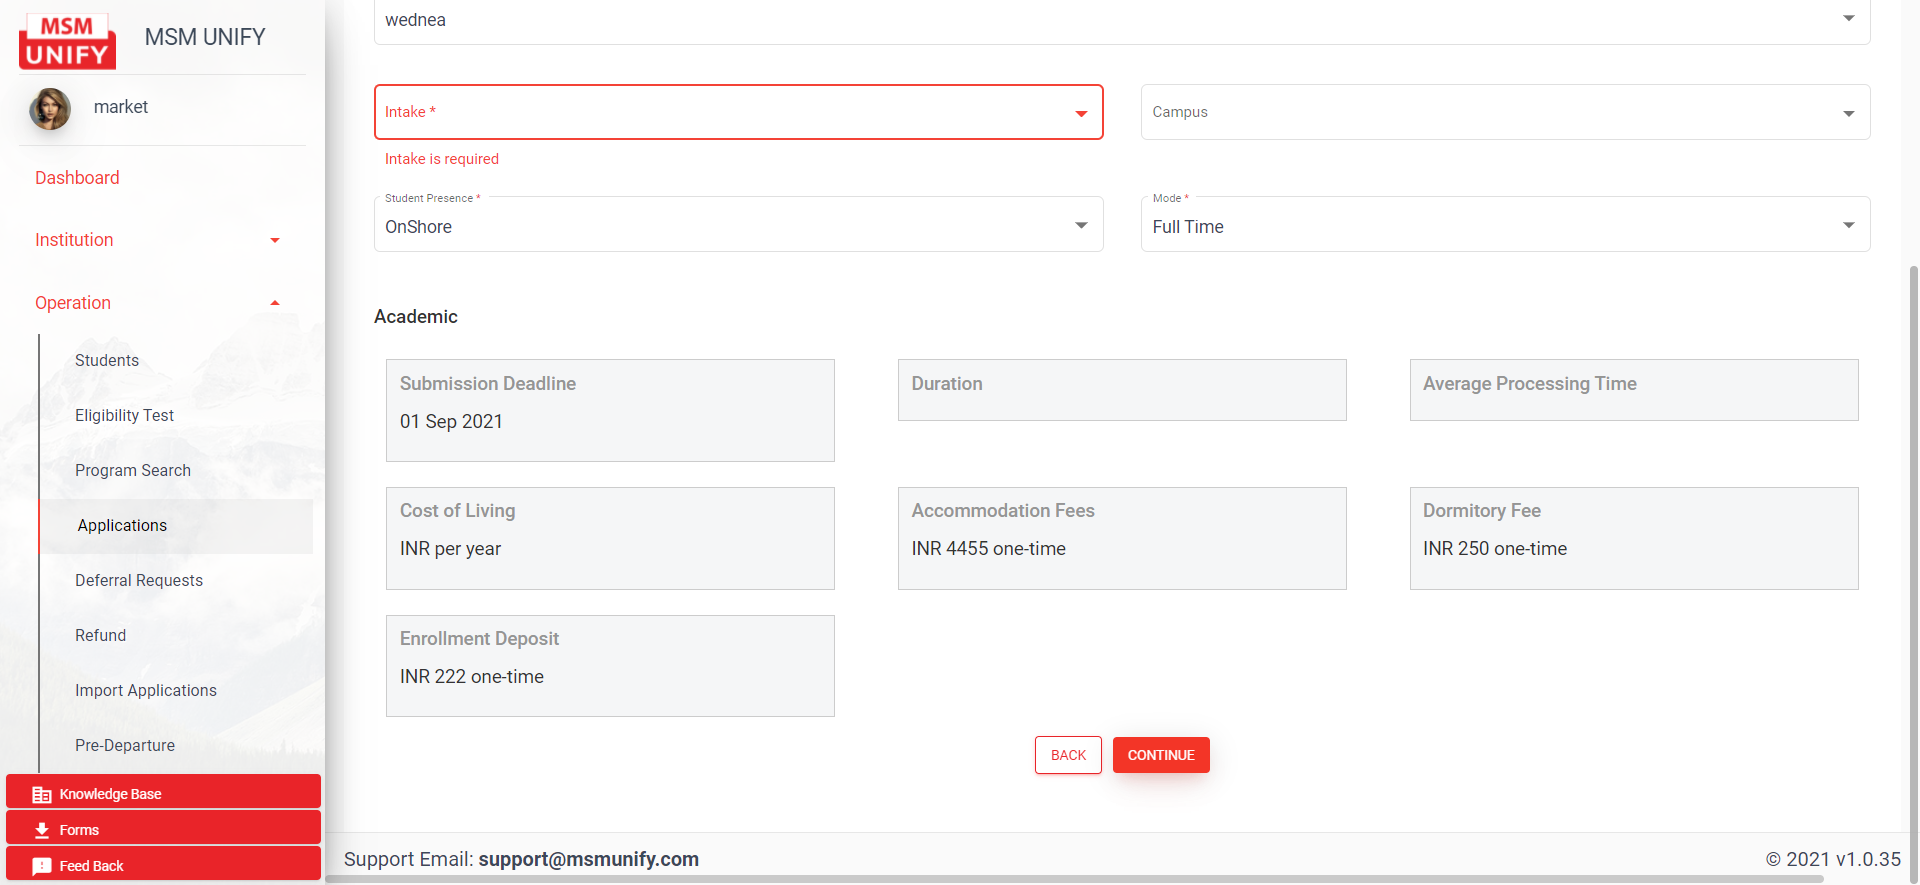 MSM
UNIFY
MSM UNIFY
market
Dashboard
Institution
Operation
Students
Eligibility Test
Program Search
Applications
Deferral Requests
Refund
Import Applications
Pre-Departure
Knowledge Base
Forms
Feed Back
wednea
Intake *
Campus
Intake is required
Student Presence *
OnShore
Mode *
Full Time
Academic
Submission Deadline
01 Sep 2021
Duration
Average Processing Time
Cost of Living
INR per year
Accommodation Fees
INR 4455 one-time
Dormitory Fee
INR 250 one-time
Enrollment Deposit
INR 222 one-time
BACK
CONTINUE
Support Email: support@msmunify.com
© 2021 v1.0.35